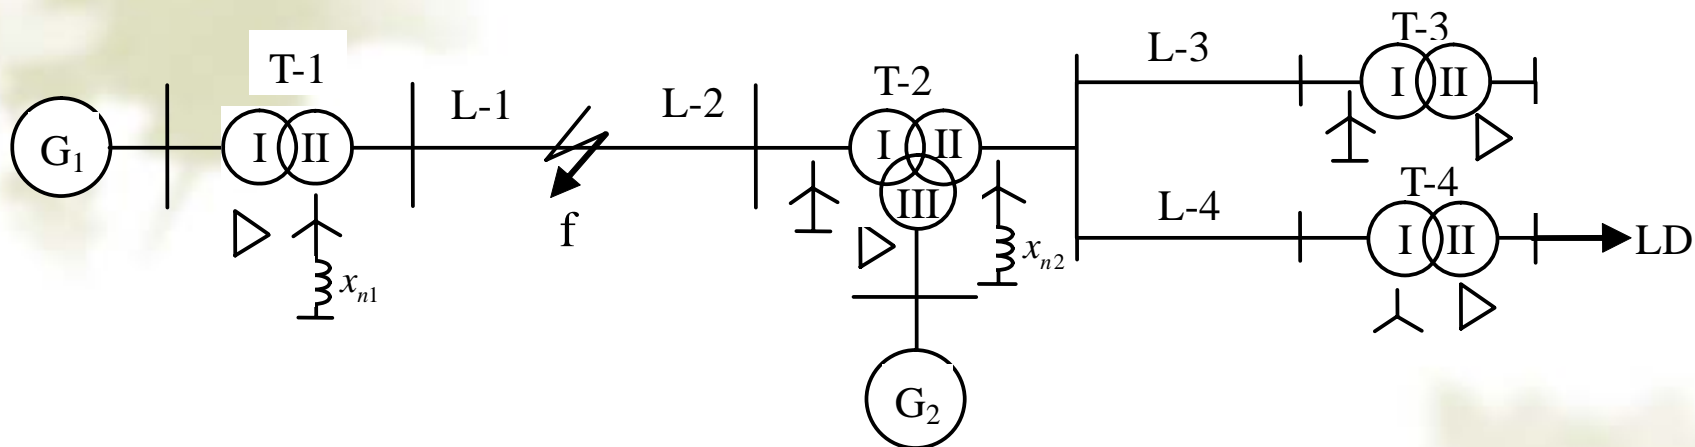 G₁
T-1
I II
xₙ₁
L-1
f
L-2
T-2
I II
III
xₙ₂
G₂
L-3
T-3
I II
L-4
T-4
I II
LD